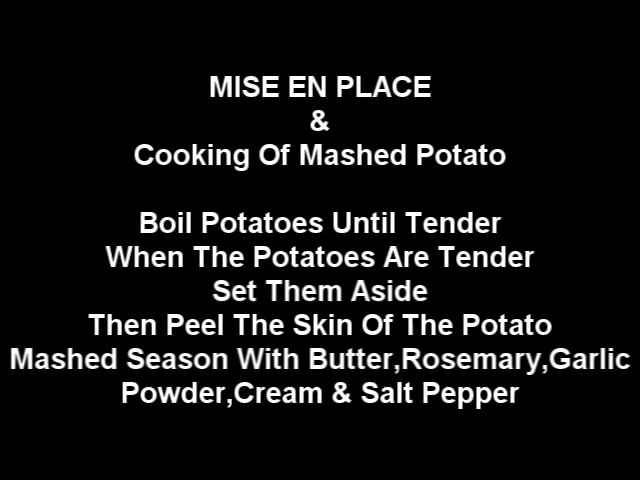 MISE EN PLACE
&
Cooking Of Mashed Potato
Boil Potatoes Until Tender
When The Potatoes Are Tender
Set Them Aside
Then Peel The Skin Of The Potato
Mashed Season With Butter,Rosemary,Garlic
Powder,Cream & Salt Pepper